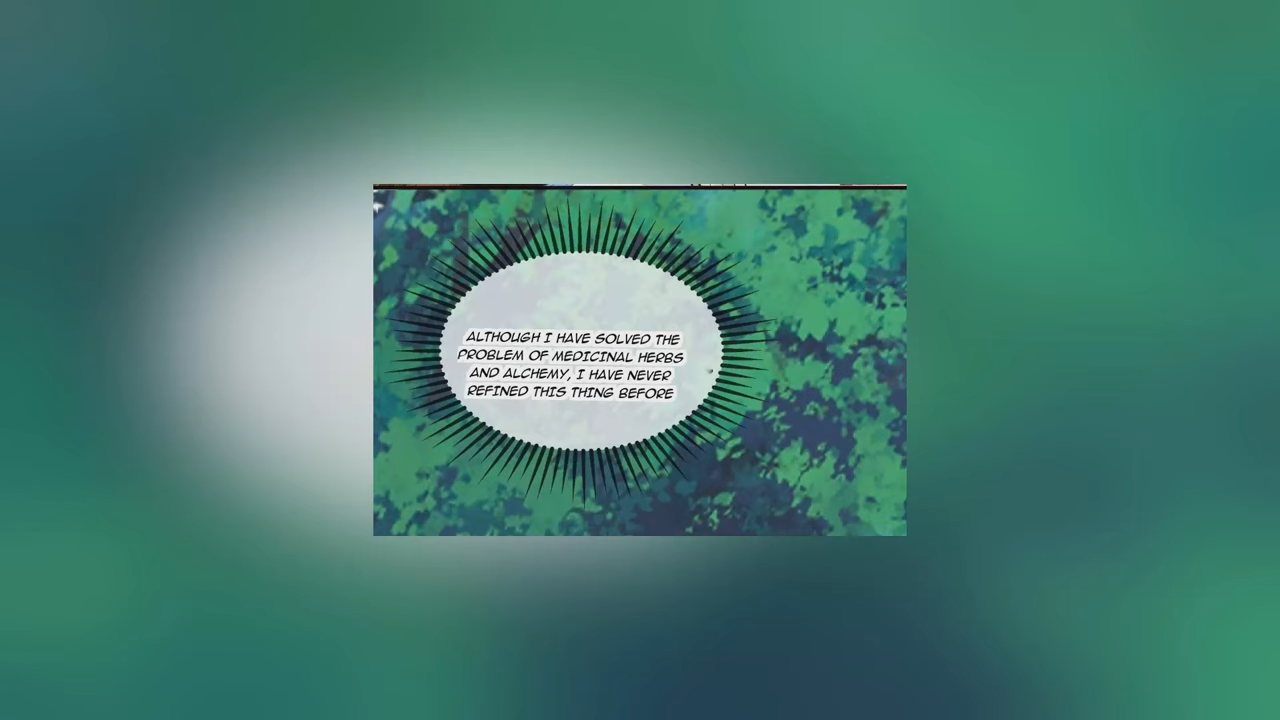 ALTHOUGH I HAVE SOLVED THE
PROBLEM OF MEDICINAL HERBS
AND ALCHEMY, I HAVE NEVER
REFINED THIS THING BEFORE